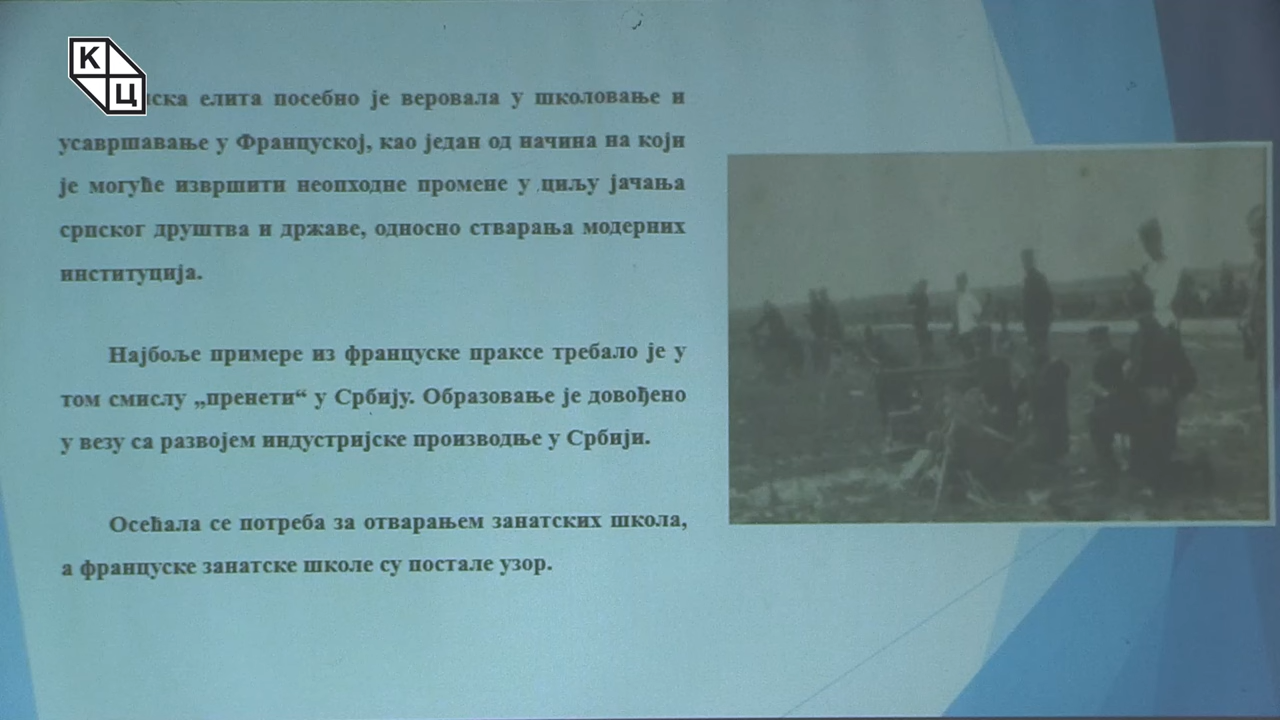 К
Ц
елита посебно је веровала у школовање и
усавршавање у Француској, као један од начина на који
је могуће извршити неопходне промене у циљу јачања
српског друштва и државе, односно стварања модерних
институција.
Најбоље примере из француске праксе требало је у
том смислу „пренети“ у Србију. Образовање је довођено
у везу са развојем индустријске производње у Србији.
Осећала се потреба за отварањем занатских школа,
а француске занатске школе су постале узор.